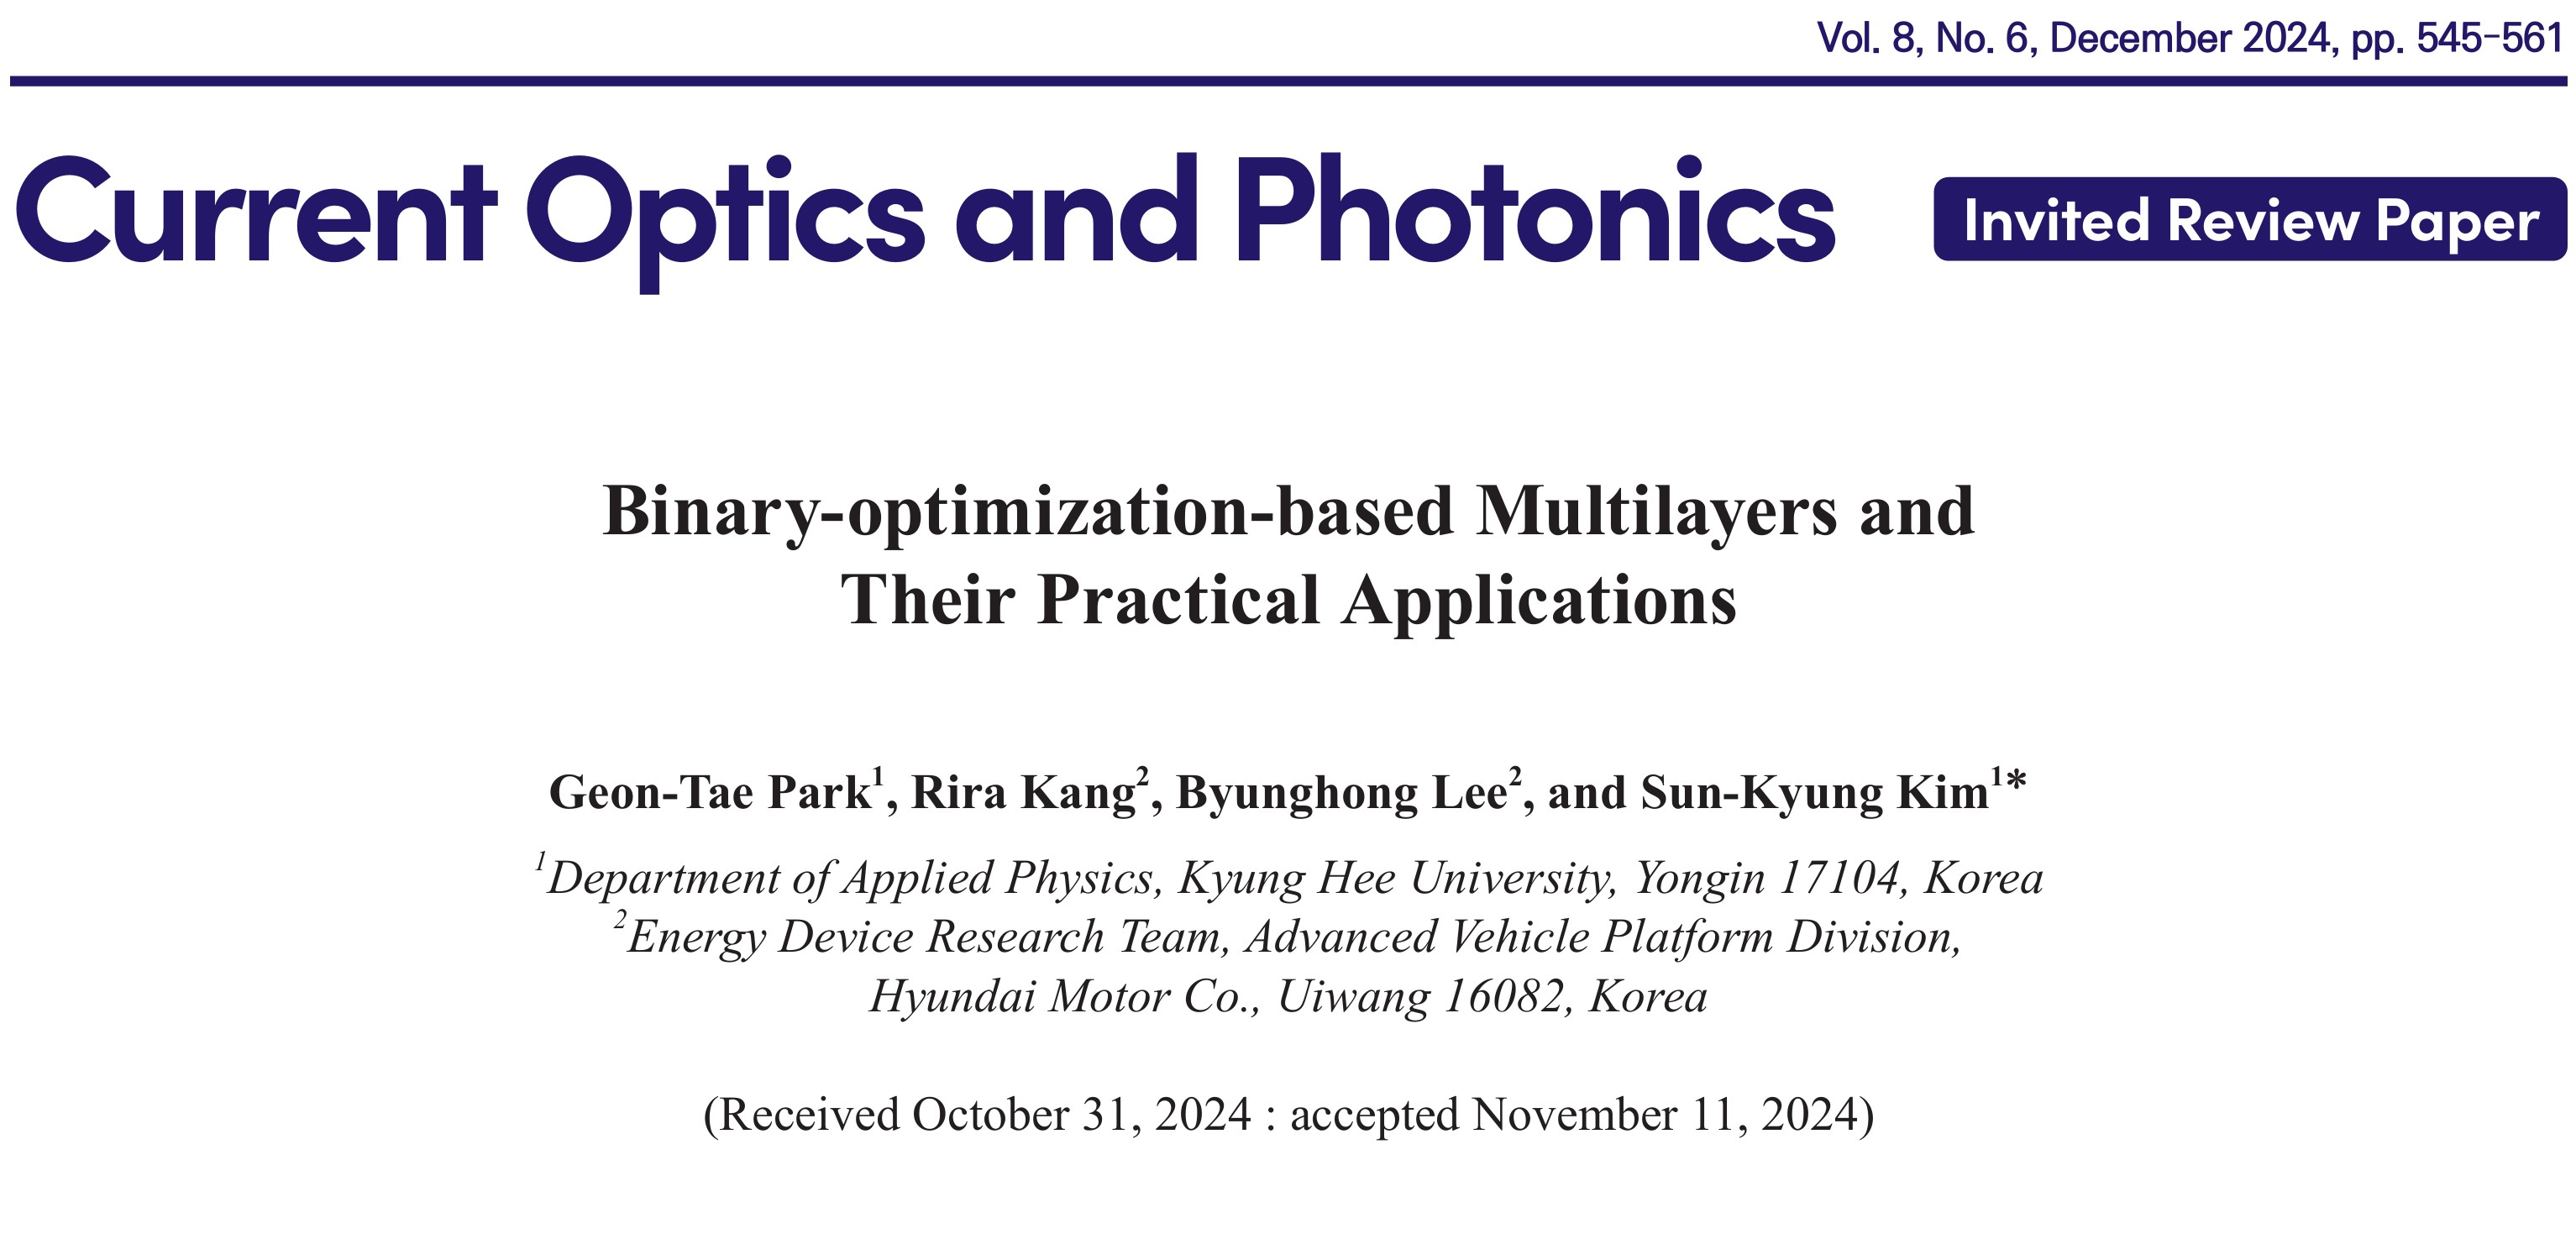 Vol. 8, No. 6, December 2024, pp. 545-561
Current Optics and Photonics Invited Review Paper
Binary-optimization-based Multilayers and
Their Practical Applications
Geon-Tae Park1, Rira Kang2, Byunghong Lee2, and Sun-Kyung Kim1*
1Department of Applied Physics, Kyung Hee University, Yongin 17104, Korea
2Energy Device Research Team, Advanced Vehicle Platform Division,
Hyundai Motor Co., Uiwang 16082, Korea
(Received October 31, 2024 : accepted November 11, 2024)